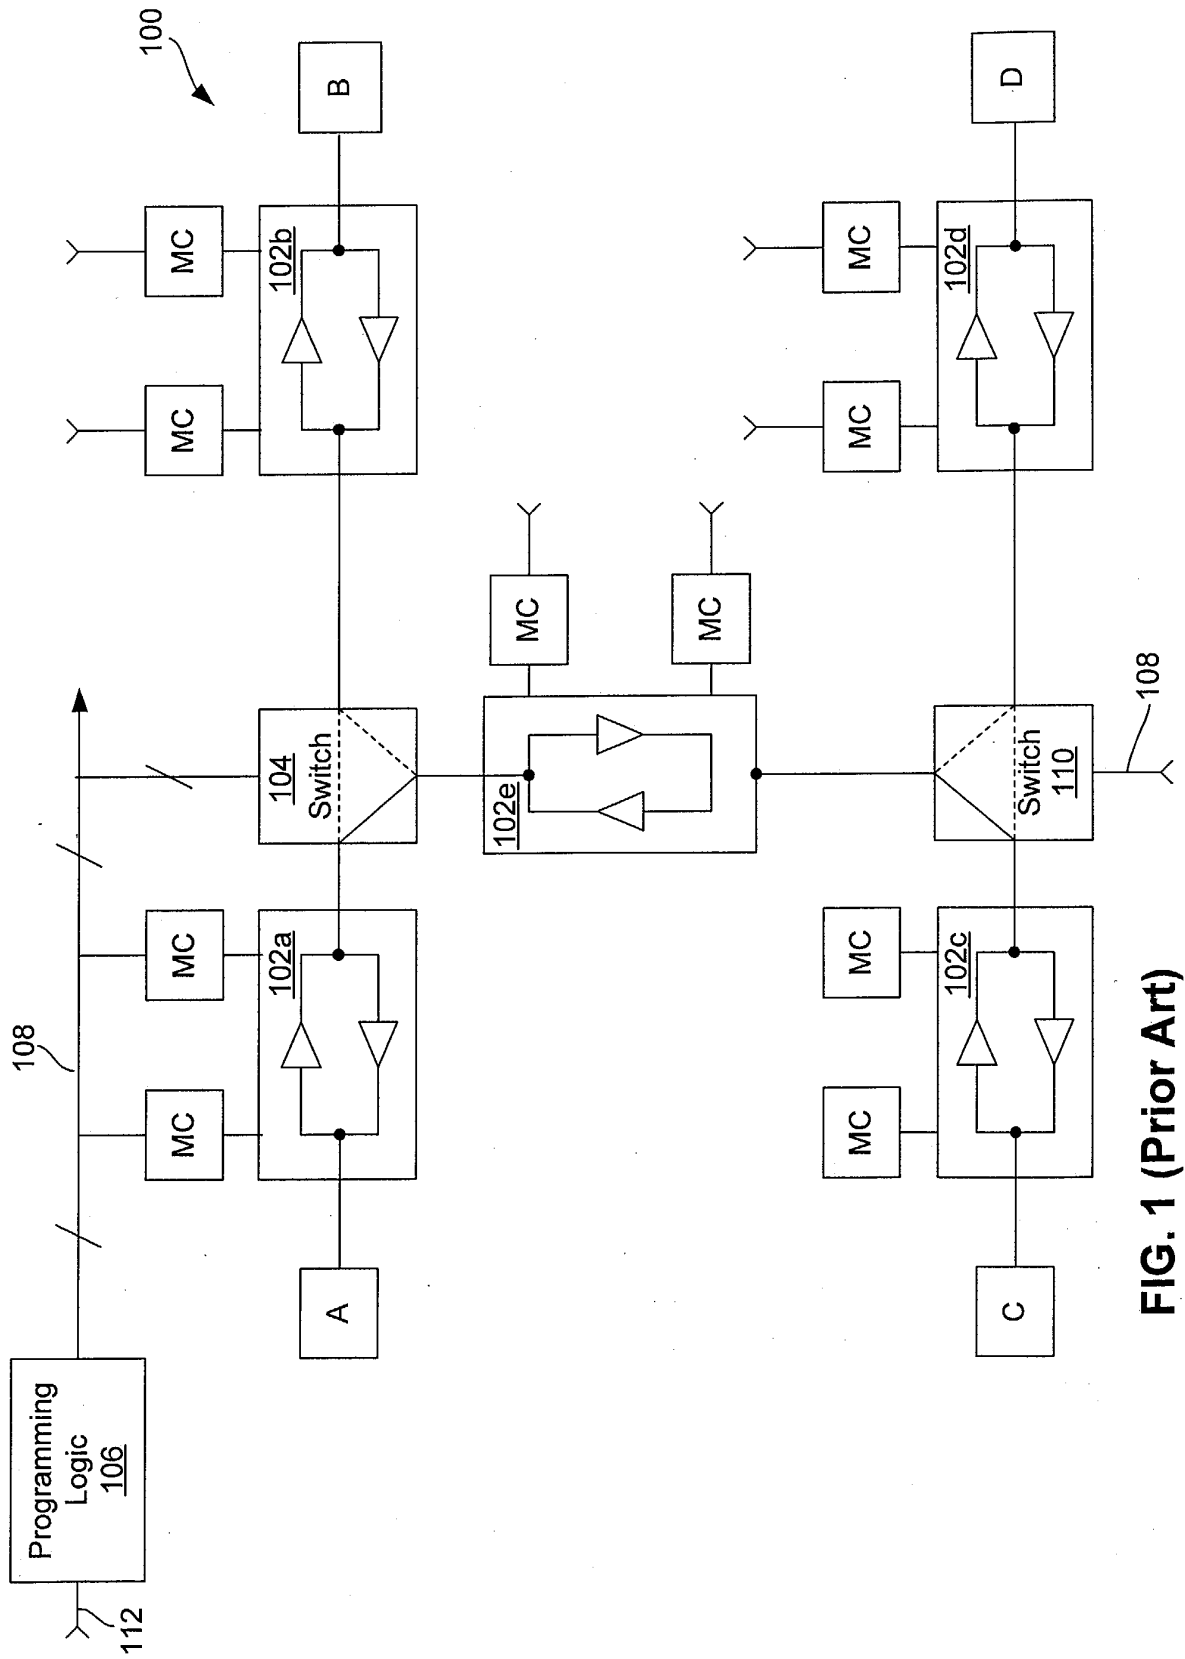 Programming
Logic
106
112
108
100
MC
MC
MC
MC
A
102a
104
Switch
102b
B
102e
MC
MC
MC
MC
MC
MC
C
102c
Switch
110
102d
D
108
FIG. 1 (Prior Art)